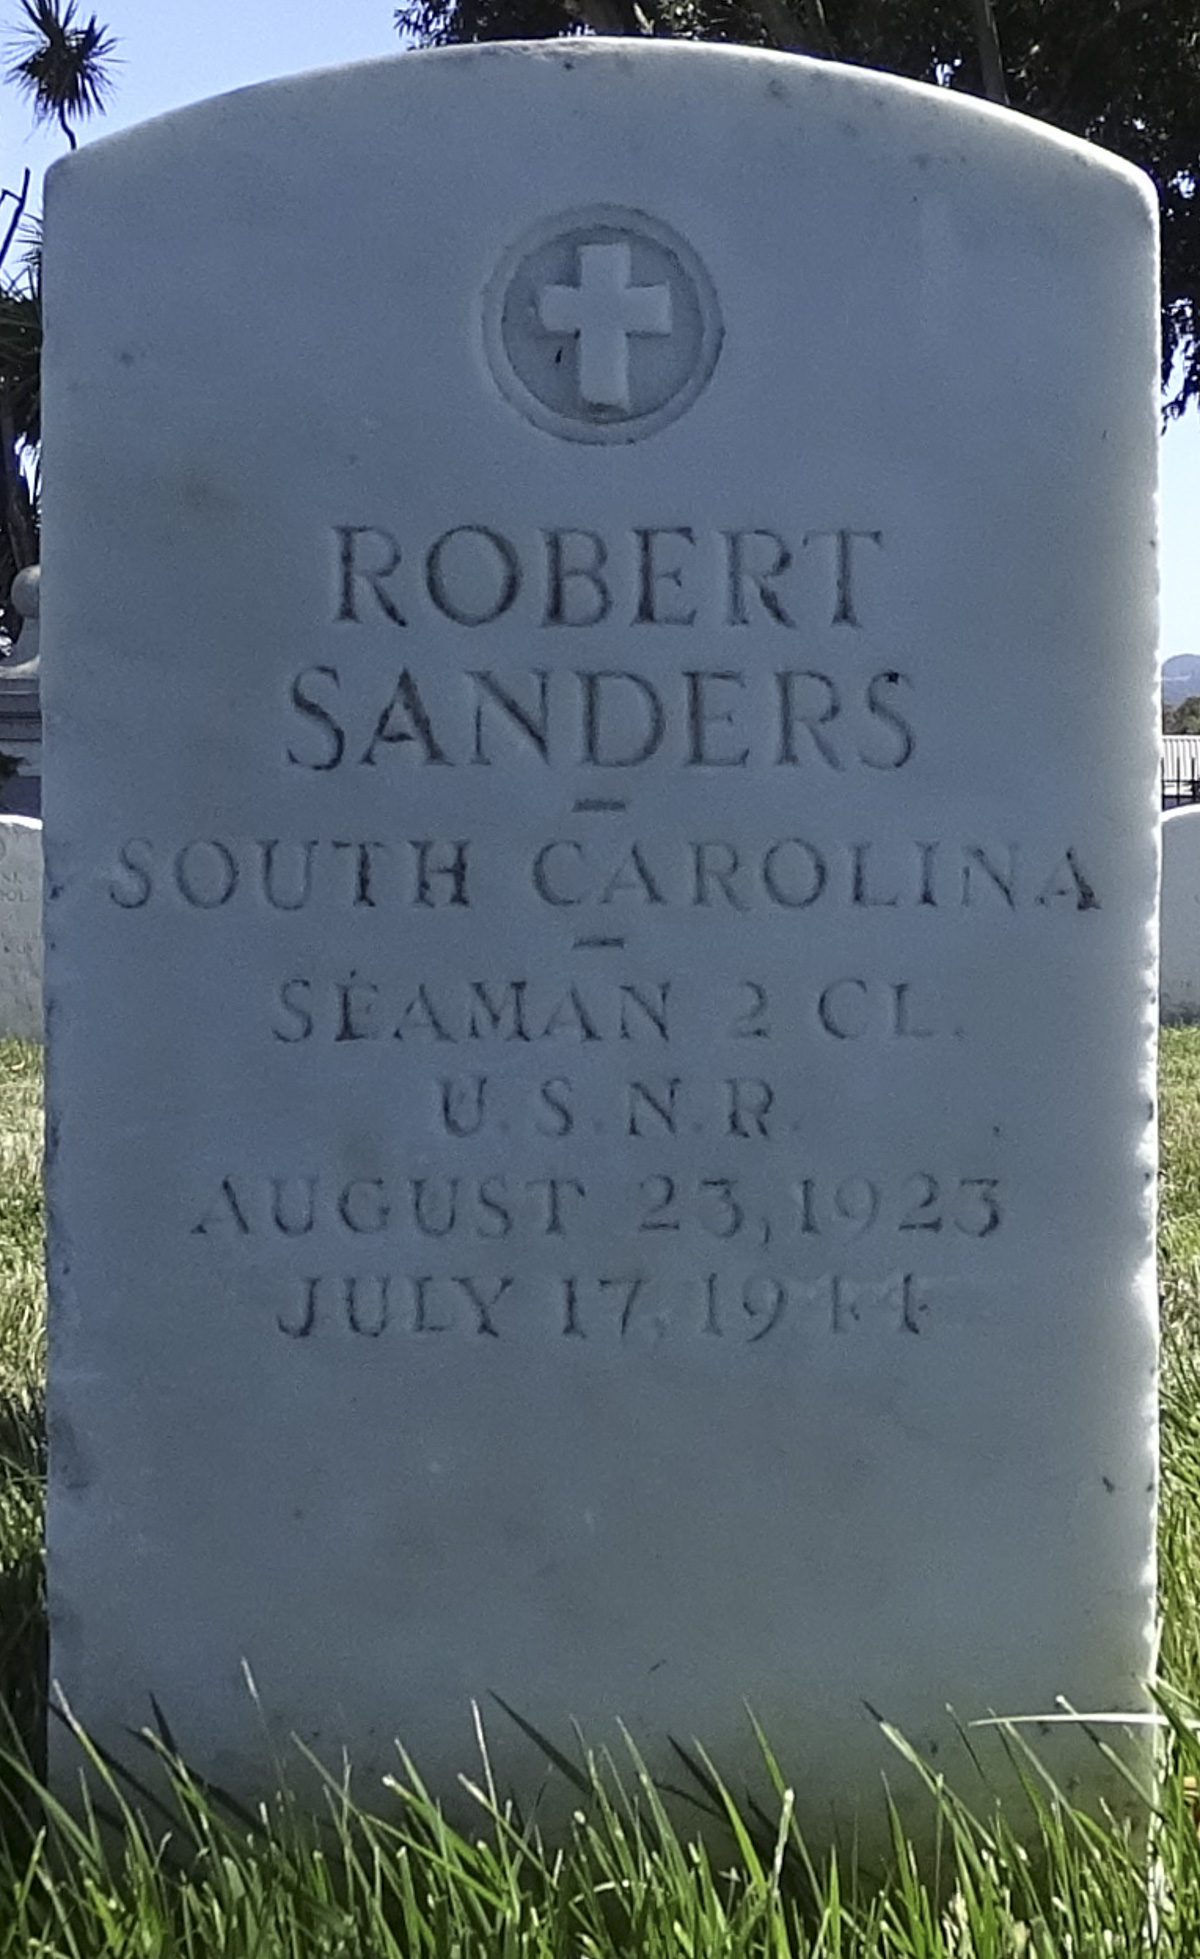 ROBERT
SANDERS
–
SOUTH CAROLINA
–
SEAMAN 2 CL.
U.S.N.R.
AUGUST 23, 1923
JULY 17, 1944